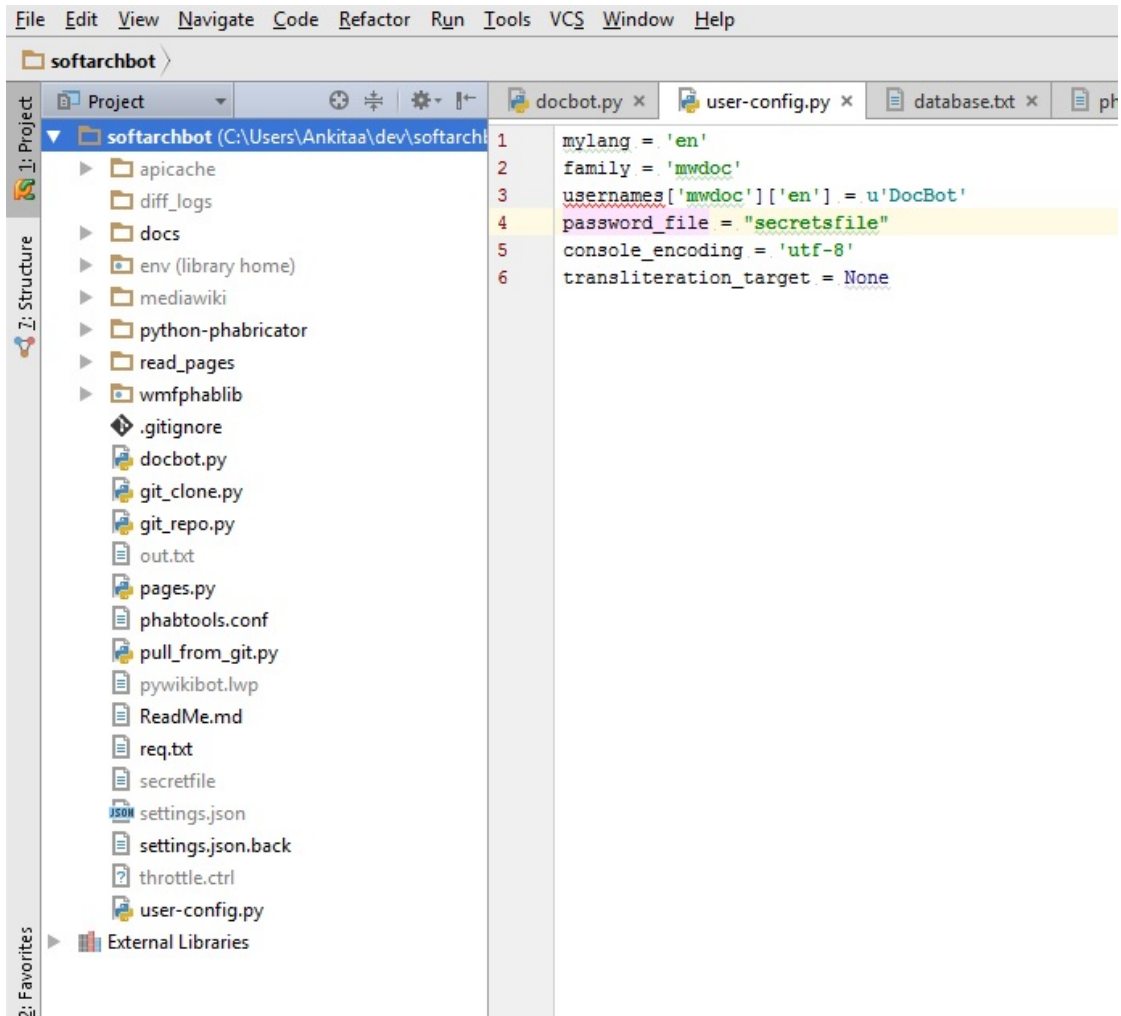 File Edit View Navigate Code Refactor Run Tools VCS Window Help
softarchbot
1: Project
7: Structure
2: Favorites
Project
softarchbot (C:\Users\Ankitaa\dev\softarchb
apicache
diff_logs
docs
env (library home)
mediawiki
python-phabricator
read_pages
wmfphablib
.gitignore
docbot.py
git_clone.py
git_repo.py
out.txt
pages.py
phabtools.conf
pull_from_git.py
pywikibot.lwp
ReadMe.md
req.txt
secretfile
JSON settings.json
settings.json.back
throttle.ctrl
user-config.py
External Libraries
docbot.py user-config.py database.txt ph
1 mylang = 'en'
2 family = 'mwdoc'
3 usernames['mwdoc']['en'] = u'DocBot'
4 password_file = "secretsfile"
5 console_encoding = 'utf-8'
6 transliteration_target = None